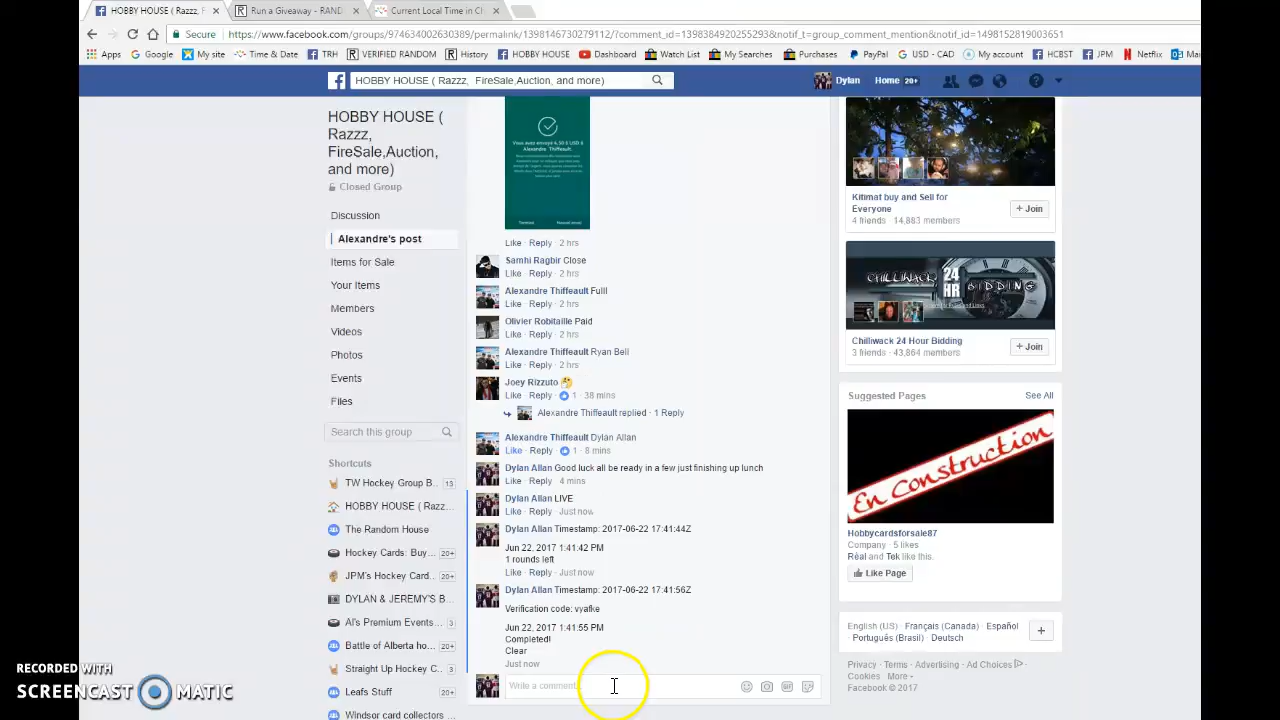 HOBBY HOUSE ( Razzz, F
Run a Giveaway - RAND
Current Local Time in Ch
Secure
https://www.facebook.com/groups/974634002630389/permalink/1398146730279112/?comment_id=1398384920255293&notif_t=group_comment_mention&notif_id=1498152819003651
Apps
Google
My site
Time & Date
TRH
VERIFIED RANDOM
History
HOBBY HOUSE
Dashboard
Watch List
My Searches
Purchases
PayPal
USD - CAD
My account
HCBST
JPM
Netflix
HOBBY HOUSE ( Razzz, FireSale,Auction, and more)
Dylan
Home 20+
HOBBY HOUSE (
Razzz,
FireSale,Auction,
and more)
Closed Group
Discussion
Alexandre's post
Items for Sale
Your Items
Members
Videos
Photos
Events
Files
Search this group
Shortcuts
TW Hockey Group B... 13
HOBBY HOUSE ( Razz...
The Random House
Hockey Cards: Buy... 20+
JPM's Hockey Card... 20+
DYLAN & JEREMY'S B...
Al's Premium Events... 3
Battle of Alberta ho... 20+
Straight Up Hockey C... 3
Leafs Stuff 20+
Windsor card collectors
Vous avez envoyé 4,50 $ USD à
Alexandre Thiffeault.
Like · Reply · 2 hrs
Samhi Ragbir Close
Like · Reply · 2 hrs
Alexandre Thiffeault Fulll
Like · Reply · 2 hrs
Olivier Robitaille Paid
Like · Reply · 2 hrs
Alexandre Thiffeault Ryan Bell
Like · Reply · 2 hrs
Joey Rizzuto 🤔
Like · Reply · 1 · 38 mins
Alexandre Thiffeault replied · 1 Reply
Alexandre Thiffeault Dylan Allan
Like · Reply · 1 · 8 mins
Dylan Allan Good luck all be ready in a few just finishing up lunch
Like · Reply · 4 mins
Dylan Allan LIVE
Like · Reply · Just now
Dylan Allan Timestamp: 2017-06-22 17:41:44Z
Jun 22, 2017 1:41:42 PM
1 rounds left
Like · Reply · Just now
Dylan Allan Timestamp: 2017-06-22 17:41:56Z
Verification code: vyafke
Jun 22, 2017 1:41:55 PM
Completed!
Clear
Just now
Write a comment...
Kitimat buy and Sell for
Everyone
4 friends · 14,883 members
+ Join
CHILLIWACK 24 HR BIDDING
Chilliwack 24 Hour Bidding
3 friends · 43,864 members
+ Join
Suggested Pages
See All
En Construction
Hobbycardsforsale87
Company · 5 likes
Réal and Tek like this.
Like Page
English (US) · Français (Canada) · Español ·
Português (Brasil) · Deutsch
Privacy · Terms · Advertising · Ad Choices ·
Cookies · More
Facebook © 2017
RECORDED WITH
SCREENCAST MATIC